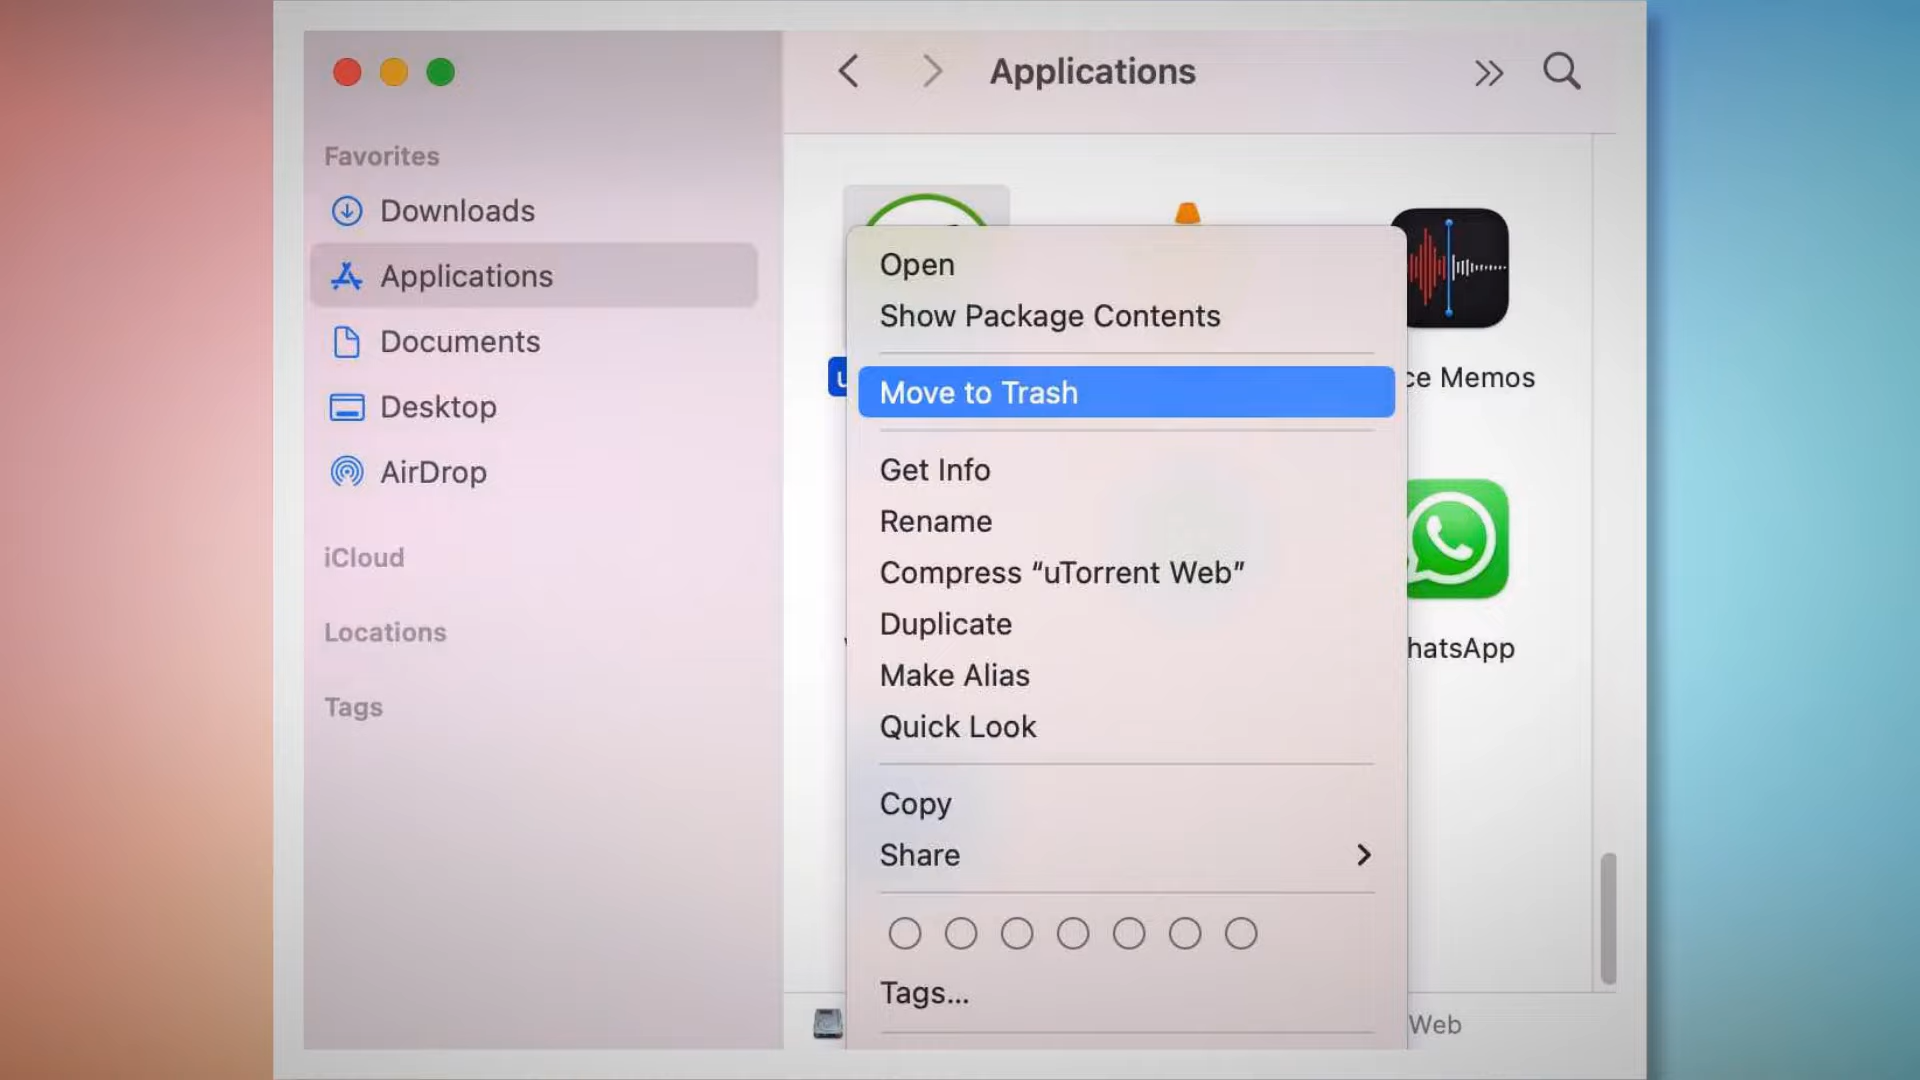 Applications
Favorites
Downloads
Applications
Documents
Desktop
AirDrop
iCloud
Locations
Tags
Open
Show Package Contents
Move to Trash
Get Info
Rename
Compress “uTorrent Web”
Duplicate
Make Alias
Quick Look
Copy
Share
Tags...
ce Memos
hatsApp
Web